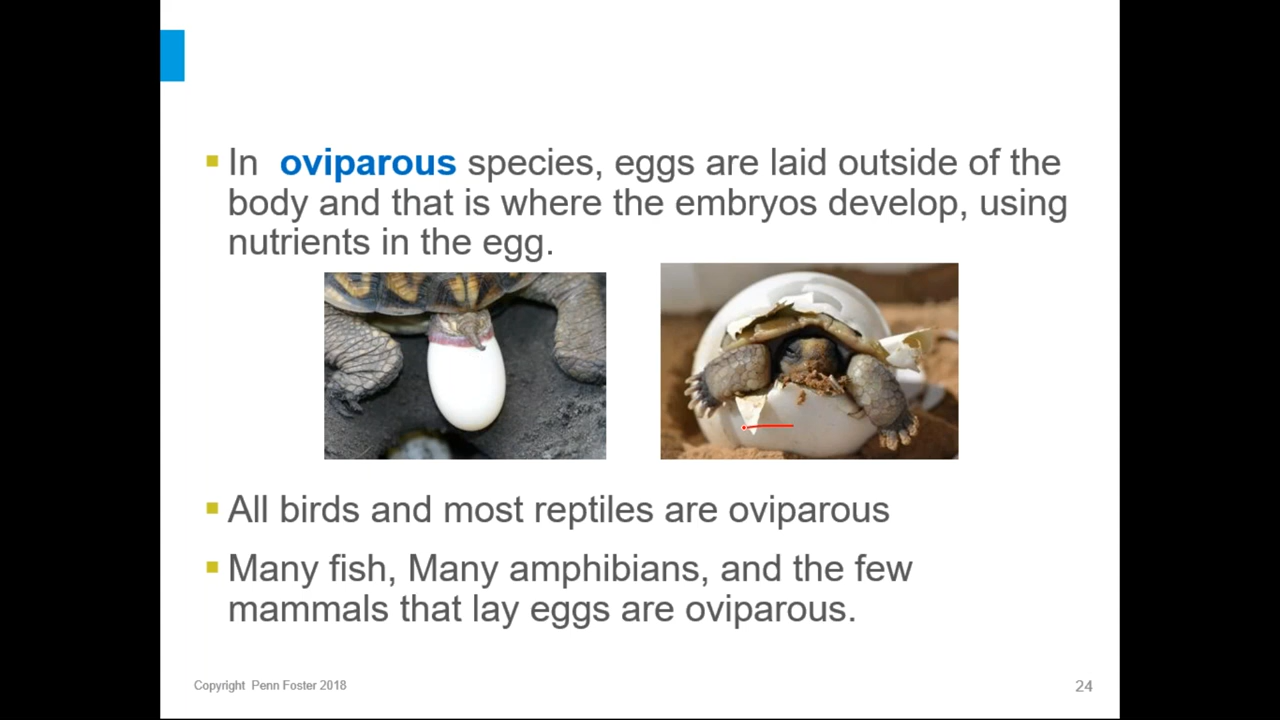 In oviparous species, eggs are laid outside of the
body and that is where the embryos develop, using
nutrients in the egg.
All birds and most reptiles are oviparous
Many fish, Many amphibians, and the few
mammals that lay eggs are oviparous.
Copyright Penn Foster 2018
24